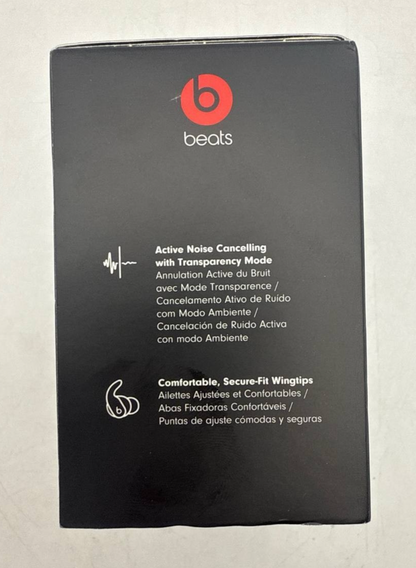 beats
Active Noise Cancelling
with Transparency Mode
Annulation Active du Bruit
avec Mode Transparence /
Cancelamento Ativo de Ruído
com Modo Ambiente /
Cancelación de Ruido Activa
con modo Ambiente
Comfortable, Secure-Fit Wingtips
Ailettes Ajustées et Confortables /
Abas Fixadoras Confortáveis /
Puntas de ajuste cómodas y seguras